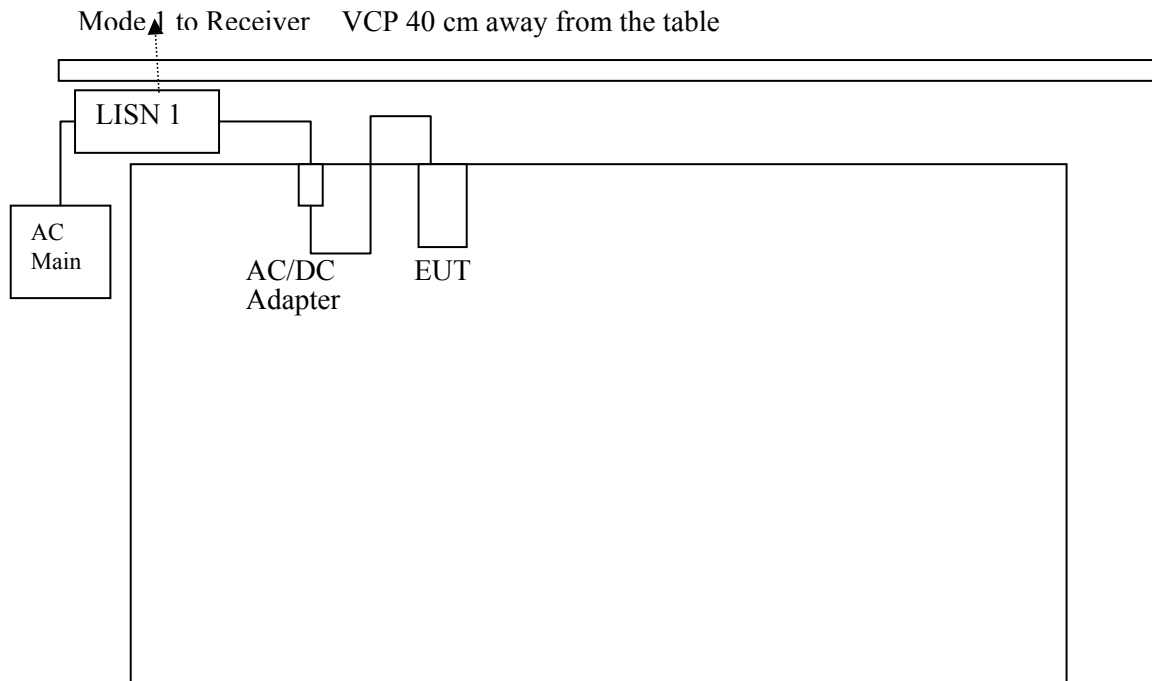 Mode 1 to Receiver VCP 40 cm away from the table
LISN 1
AC
Main
AC/DC
Adapter
EUT